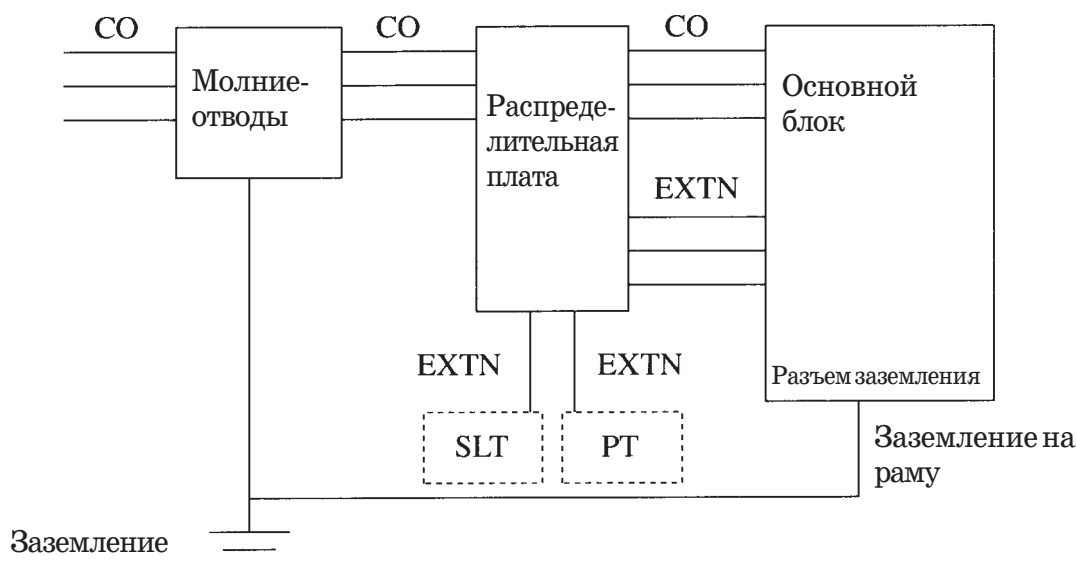 CO
CO
CO
Молние-
отводы
Распреде-
лительная
плата
Основной
блок
EXTN
EXTN
EXTN
Разъем заземления
SLT
PT
Заземление на
раму
Заземление